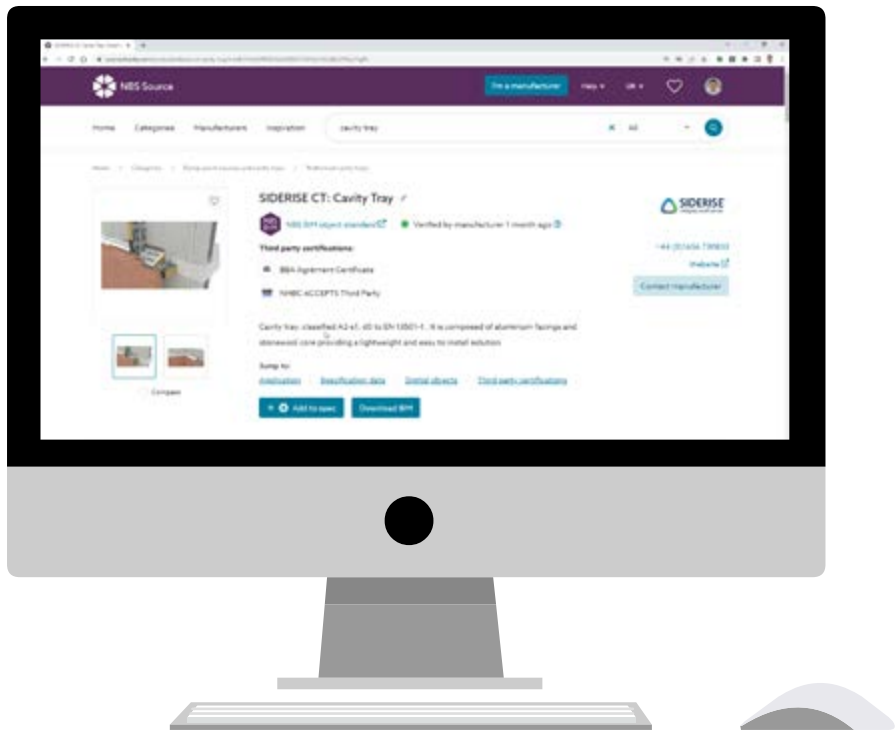 NBS Source
I'm a manufacturer Help UK
Home Categories Manufacturers Inspiration cavity tray All
Home / Categories /
SIDERISE CT: Cavity Tray
SIDERISE
NBS BIM object standard Verified by manufacturer 1 month ago
Third party certifications:
Website
BBA Agrément Certificate
Contact manufacturer
NHBC ACCEPTS Third Party
Cavity tray, classified A2-s1, d0 to EN 13501-1. It is composed of aluminium facings and
stonewool core providing a lightweight and easy to install solution
Jump to:
Application Specification data Digital objects Third party certifications
Compare
+ Add to spec Download BIM